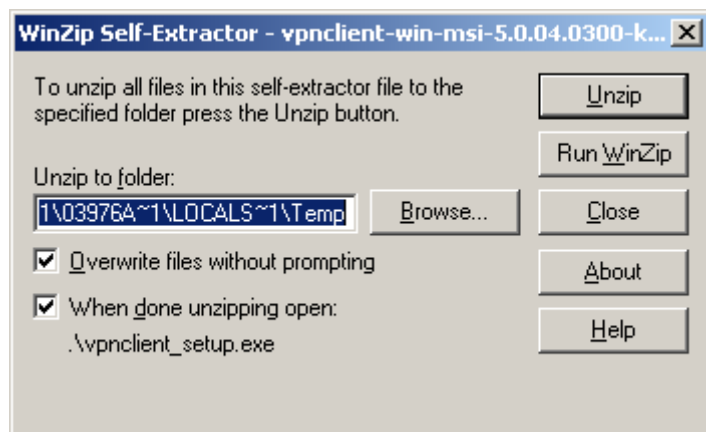 WinZip Self-Extractor - vpnclient-win-msi-5.0.04.0300-k...
To unzip all files in this self-extractor file to the
specified folder press the Unzip button.
Unzip to folder:
1\03976A~1\LOCALS~1\Temp
Browse...
Overwrite files without prompting
When done unzipping open:
.\vpnclient_setup.exe
Unzip
Run WinZip
Close
About
Help